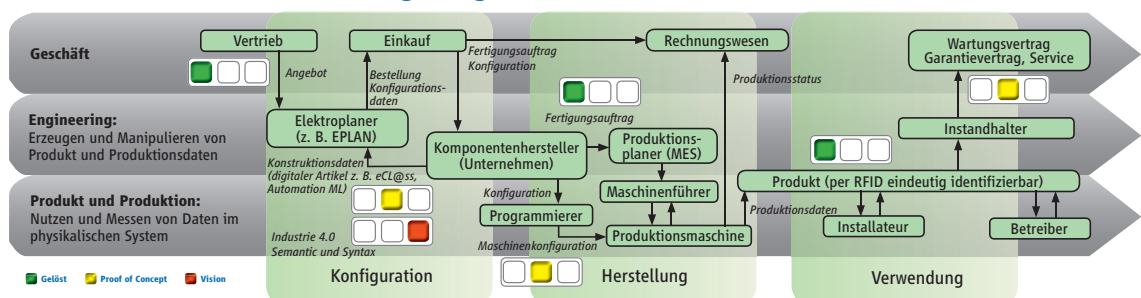 Geschäft
Vertrieb
Einkauf
Rechnungswesen
Wartungsvertrag
Garantievertrag, Service
Angebot
Bestellung
Konfigurations-
daten
Fertigungsauftrag
Konfiguration
Produktionsstatus
Engineering:
Erzeugen und Manipulieren von
Produkt und Produktionsdaten
Elektroplaner
(z. B. EPLAN)
Komponentenhersteller
(Unternehmen)
Fertigungsauftrag
Produktions-
planer (MES)
Instandhalter
Konstruktionsdaten
(digitaler Artikel z. B. eCL@ss,
Automation ML)
Produkt und Produktion:
Nutzen und Messen von Daten im
physikalischen System
Konfiguration
Programmierer
Maschinenführer
Produktionsmaschine
Maschinenkonfiguration
Industrie 4.0
Semantic und Syntax
Produkt (per RFID eindeutig identifizierbar)
Produktionsdaten
Installateur
Betreiber
Gelöst
Proof of Concept
Vision
Konfiguration
Herstellung
Verwendung